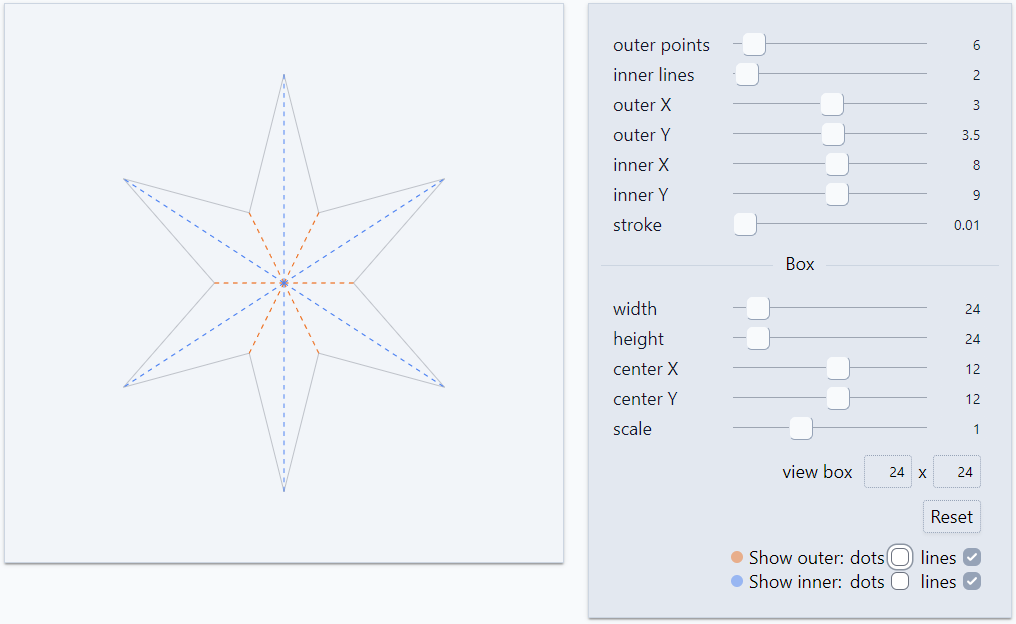 outer points 6
inner lines 2
outer X 3
outer Y 3.5
inner X 8
inner Y 9
stroke 0.01
Box
width 24
height 24
center X 12
center Y 12
scale 1
view box 24 x 24
Reset
Show outer: dots lines
Show inner: dots lines